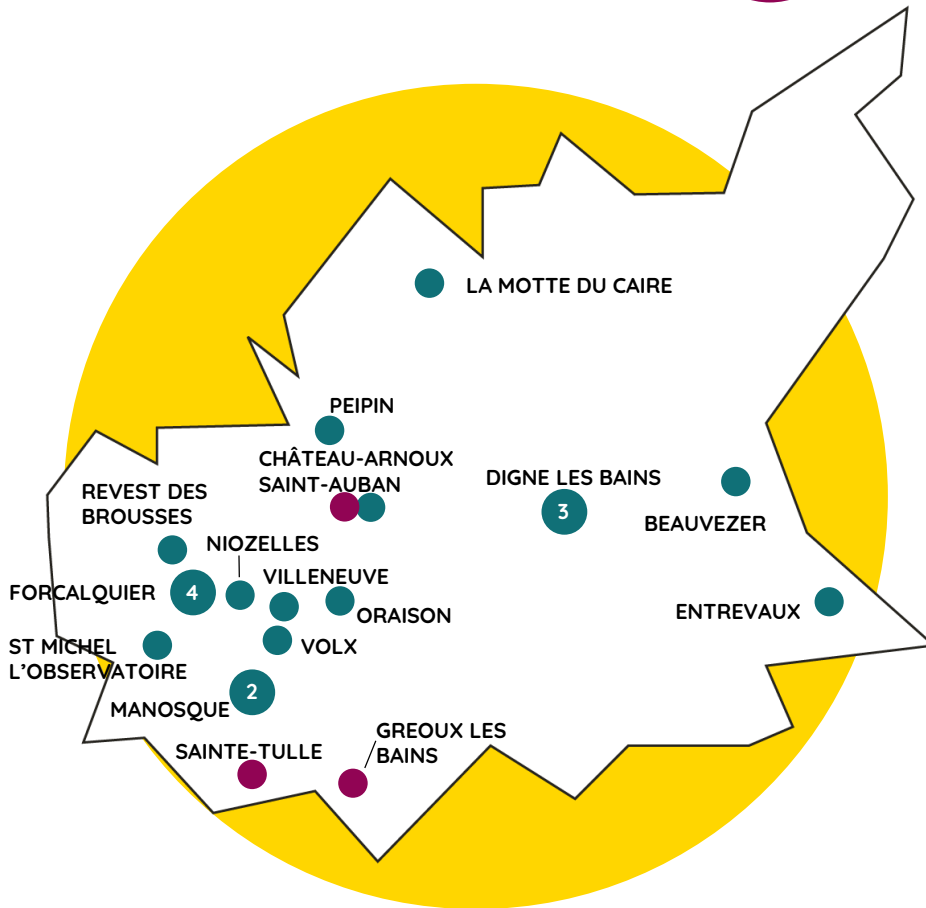 LA MOTTE DU CAIRE
PEIPIN
CHÂTEAU-ARNOUX
SAINT-AUBAN
DIGNE LES BAINS
3
BEAUVEZER
REVEST DES
BROUSSES
NIOZELLES
VILLENEUVE
FORCALQUIER
4
ORAISON
ENTREVAUX
ST MICHEL
L'OBSERVATOIRE
VOLX
MANOSQUE
2
SAINTE-TULLE
GREOUX LES
BAINS